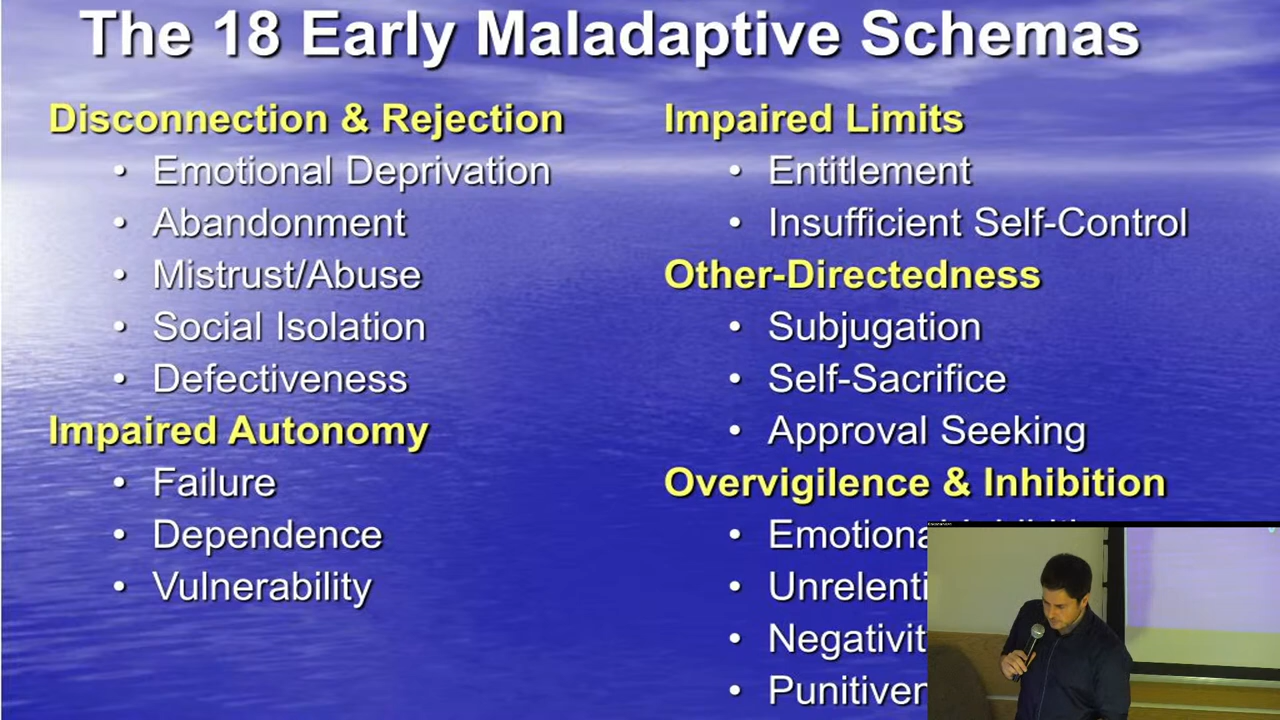 The 18 Early Maladaptive Schemas
Disconnection & Rejection
• Emotional Deprivation
• Abandonment
• Mistrust/Abuse
• Social Isolation
• Defectiveness
Impaired Autonomy
• Failure
• Dependence
• Vulnerability
Impaired Limits
• Entitlement
• Insufficient Self-Control
Other-Directedness
• Subjugation
• Self-Sacrifice
• Approval Seeking
Overvigilence & Inhibition